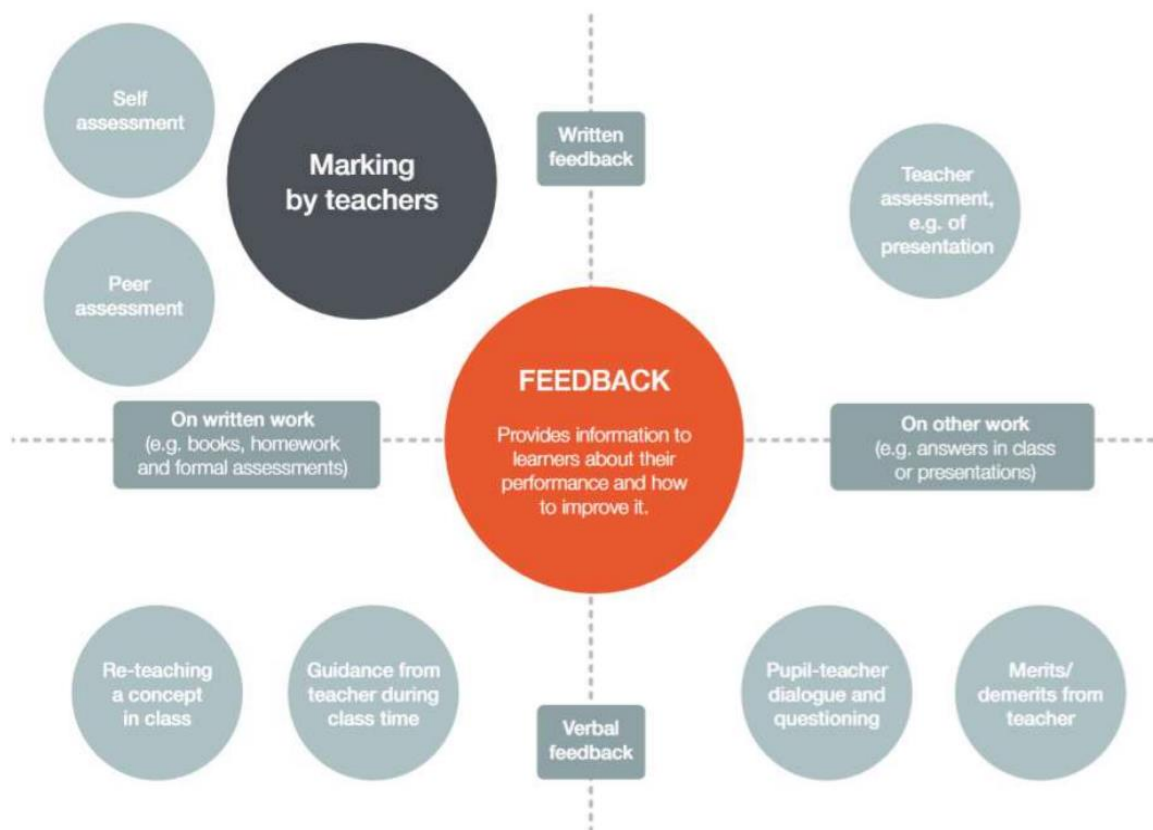 Self
assessment
Marking
by teachers
Written
feedback
Teacher
assessment,
e.g. of
presentation
Peer
assessment
FEEDBACK
Provides information to
learners about their
performance and how
to improve it.
On written work
(e.g. books, homework
and formal assessments)
On other work
(e.g. answers in class
or presentations)
Re-teaching
a concept
in class
Guidance from
teacher during
class time
Verbal
feedback
Pupil-teacher
dialogue and
questioning
Merits/
demerits from
teacher